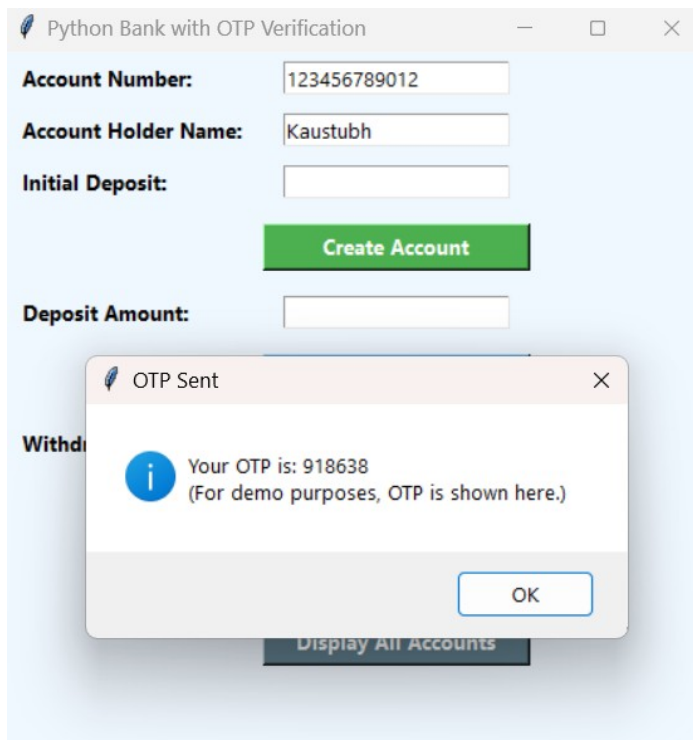 Python Bank with OTP Verification
Account Number: 123456789012
Account Holder Name: Kaustubh
Initial Deposit:
Create Account
Deposit Amount:
OTP Sent
Your OTP is: 918638
(For demo purposes, OTP is shown here.)
OK
Display All Accounts